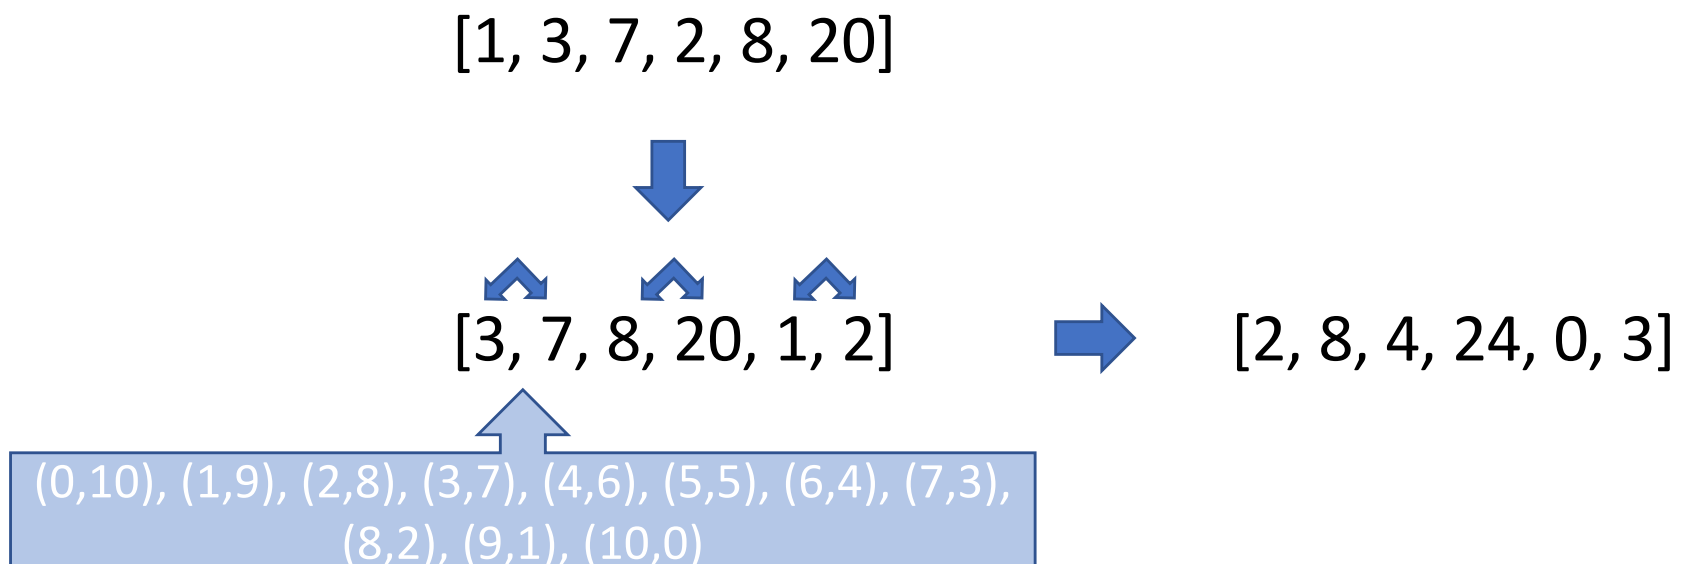 [1, 3, 7, 2, 8, 20]
[3, 7, 8, 20, 1, 2]
[2, 8, 4, 24, 0, 3]
(0,10), (1,9), (2,8), (3,7), (4,6), (5,5), (6,4), (7,3),
(8,2), (9,1), (10,0)